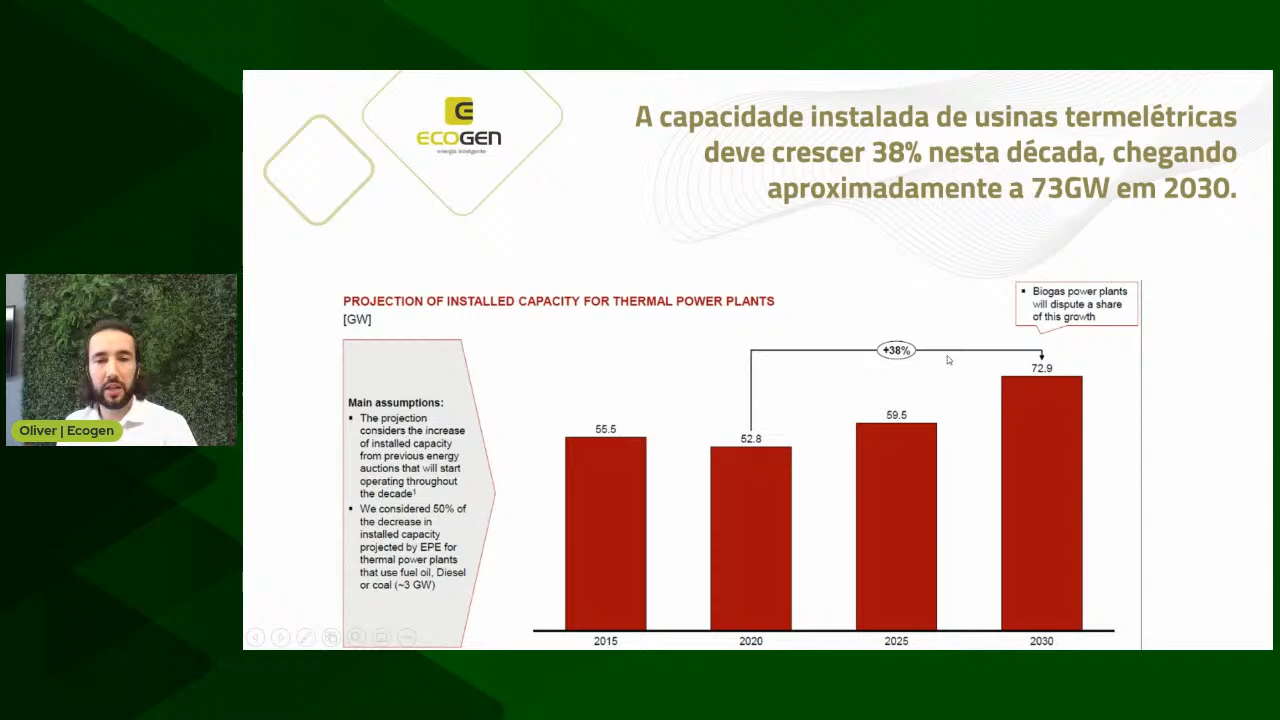 ECOGEN
energia inteligente
A capacidade instalada de usinas termelétricas
deve crescer 38% nesta década, chegando
aproximadamente a 73GW em 2030.
PROJECTION OF INSTALLED CAPACITY FOR THERMAL POWER PLANTS
[GW]
▪ Biogas power plants
will dispute a share
of this growth
Main assumptions:
▪ The projection
considers the increase
of installed capacity
from previous energy
auctions that will start
operating throughout
the decade¹
▪ We considered 50% of
the decrease in
installed capacity
projected by EPE for
thermal power plants
that use fuel oil, Diesel
or coal (~3 GW)
+38%
55.5
52.8
59.5
72.9
2015
2020
2025
2030
Oliver | Ecogen